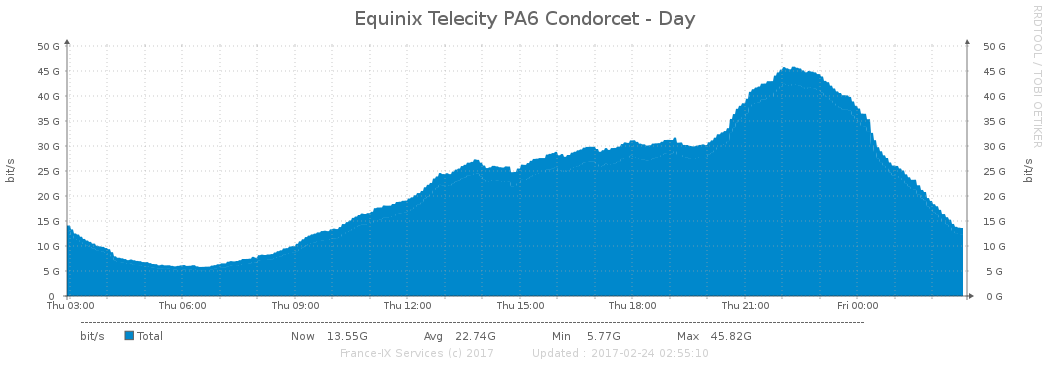 Equinix Telecity PA6 Condorcet - Day
RRDTOOL / TOBI OETIKER
bit/s
50 G 50 G
45 G 45 G
40 G 40 G
35 G 35 G
30 G 30 G
25 G 25 G
20 G 20 G
15 G 15 G
10 G 10 G
5 G 5 G
0 0 G
bit/s
Thu 03:00 Thu 06:00 Thu 09:00 Thu 12:00 Thu 15:00 Thu 18:00 Thu 21:00 Fri 00:00
bit/s Total Now 13.55G Avg 22.74G Min 5.77G Max 45.82G
France-IX Services (c) 2017 Updated : 2017-02-24 02:55:10